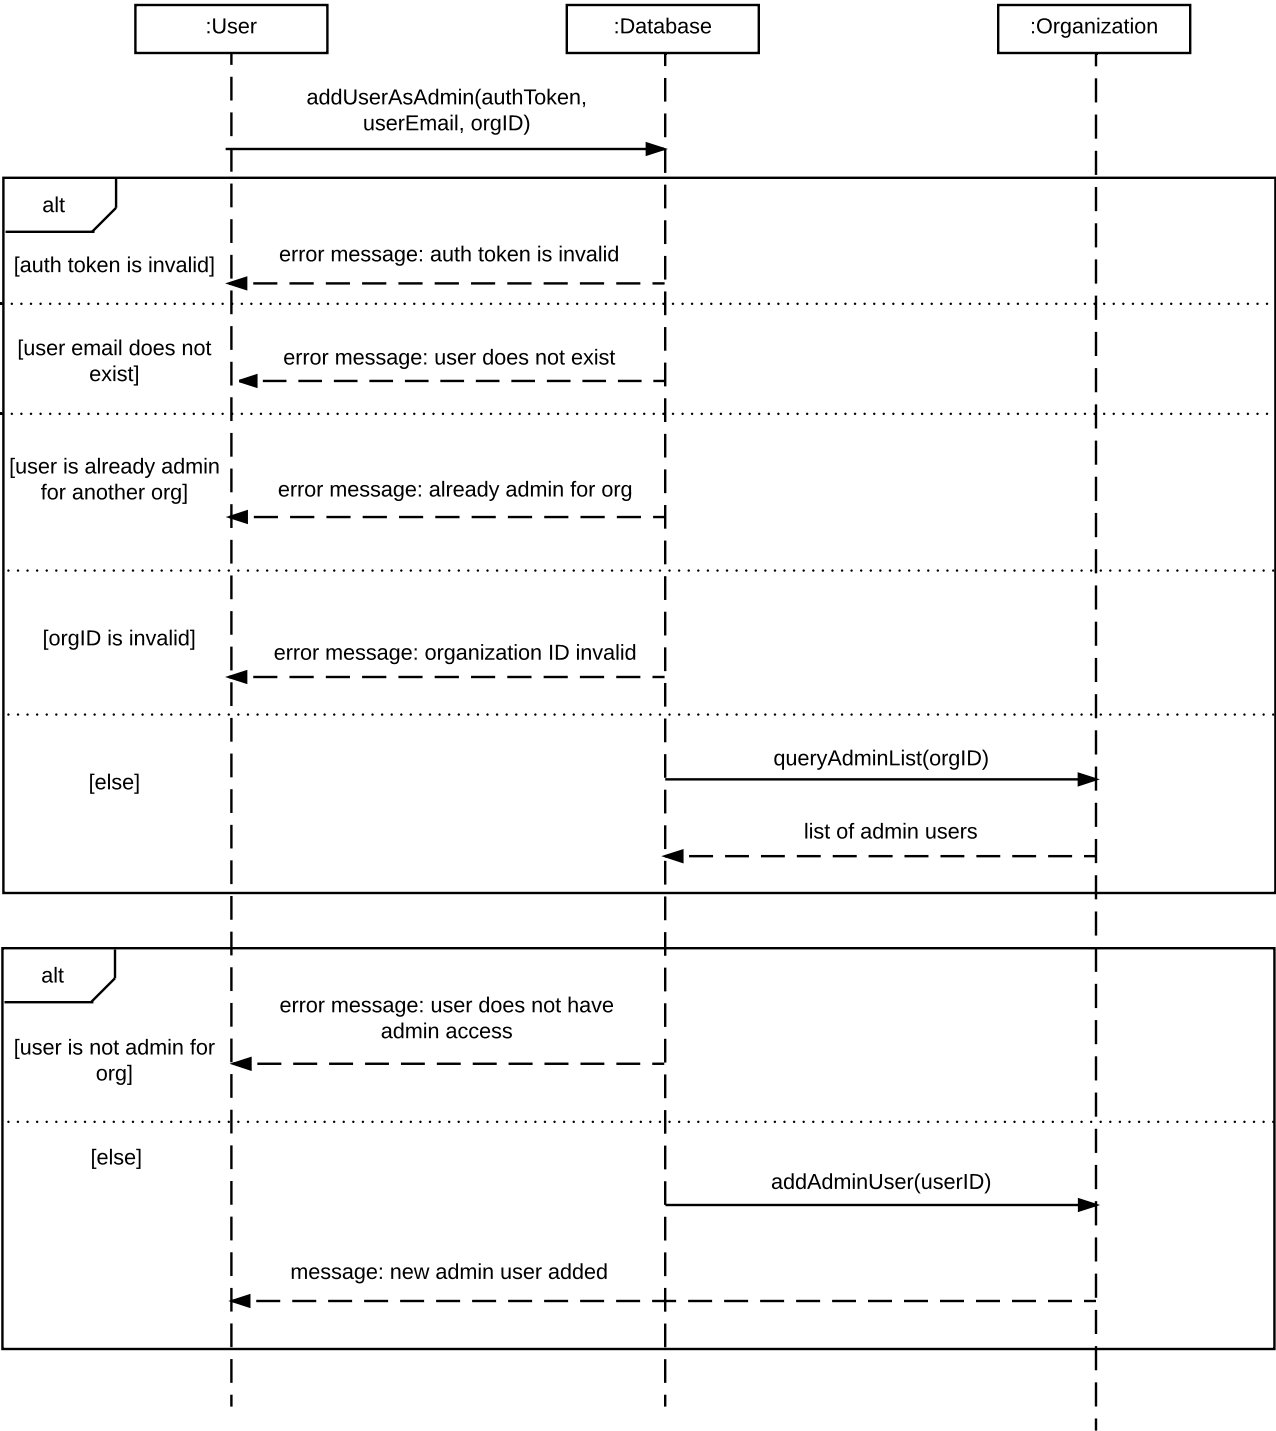 :User
:Database
:Organization
addUserAsAdmin(authToken,
userEmail, orgID)
alt
[auth token is invalid]
error message: auth token is invalid
[user email does not
exist]
error message: user does not exist
[user is already admin
for another org]
error message: already admin for org
[orgID is invalid]
error message: organization ID invalid
[else]
queryAdminList(orgID)
list of admin users
alt
error message: user does not have
admin access
[user is not admin for
org]
[else]
addAdminUser(userID)
message: new admin user added